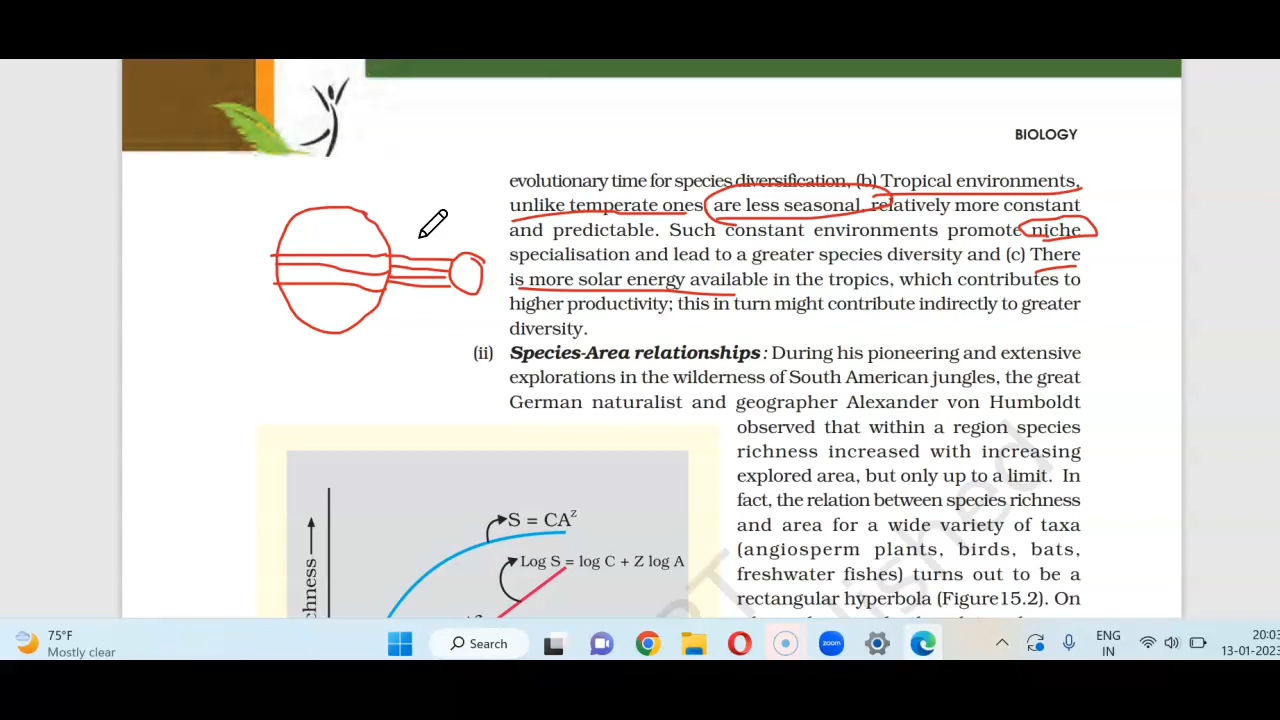 BIOLOGY
evolutionary time for species diversification, (b) Tropical environments,
unlike temperate ones, are less seasonal, relatively more constant
and predictable. Such constant environments promote niche
specialisation and lead to a greater species diversity and (c) There
is more solar energy available in the tropics, which contributes to
higher productivity; this in turn might contribute indirectly to greater
diversity.
(ii) Species-Area relationships : During his pioneering and extensive
explorations in the wilderness of South American jungles, the great
German naturalist and geographer Alexander von Humboldt
observed that within a region species
richness increased with increasing
explored area, but only up to a limit. In
fact, the relation between species richness
and area for a wide variety of taxa
(angiosperm plants, birds, bats,
freshwater fishes) turns out to be a
rectangular hyperbola (Figure15.2). On
S = CA^z
Log S = log C + Z log A
75°F
Mostly clear
Search
zoom
ENG
IN
20:03
13-01-2023